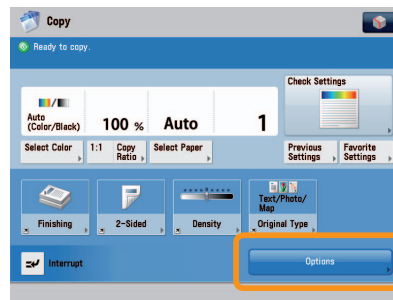 Copy
Ready to copy.
Check Settings
Auto
(Color/Black)
100 %
Auto
1
Select Color
1:1
Copy
Ratio
Select Paper
Previous
Settings
Favorite
Settings
Finishing
2-Sided
Density
Text/Photo/
Map
Original Type
Interrupt
Options